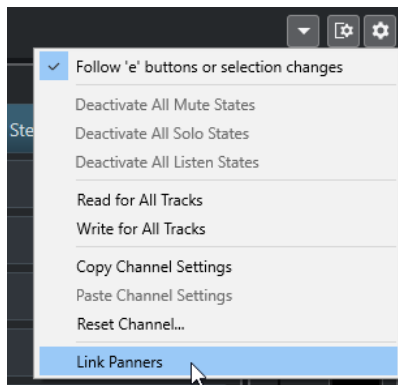 Follow 'e' buttons or selection changes
Deactivate All Mute States
Ste
Deactivate All Solo States
Deactivate All Listen States
Read for All Tracks
Write for All Tracks
Copy Channel Settings
Paste Channel Settings
Reset Channel...
Link Panners